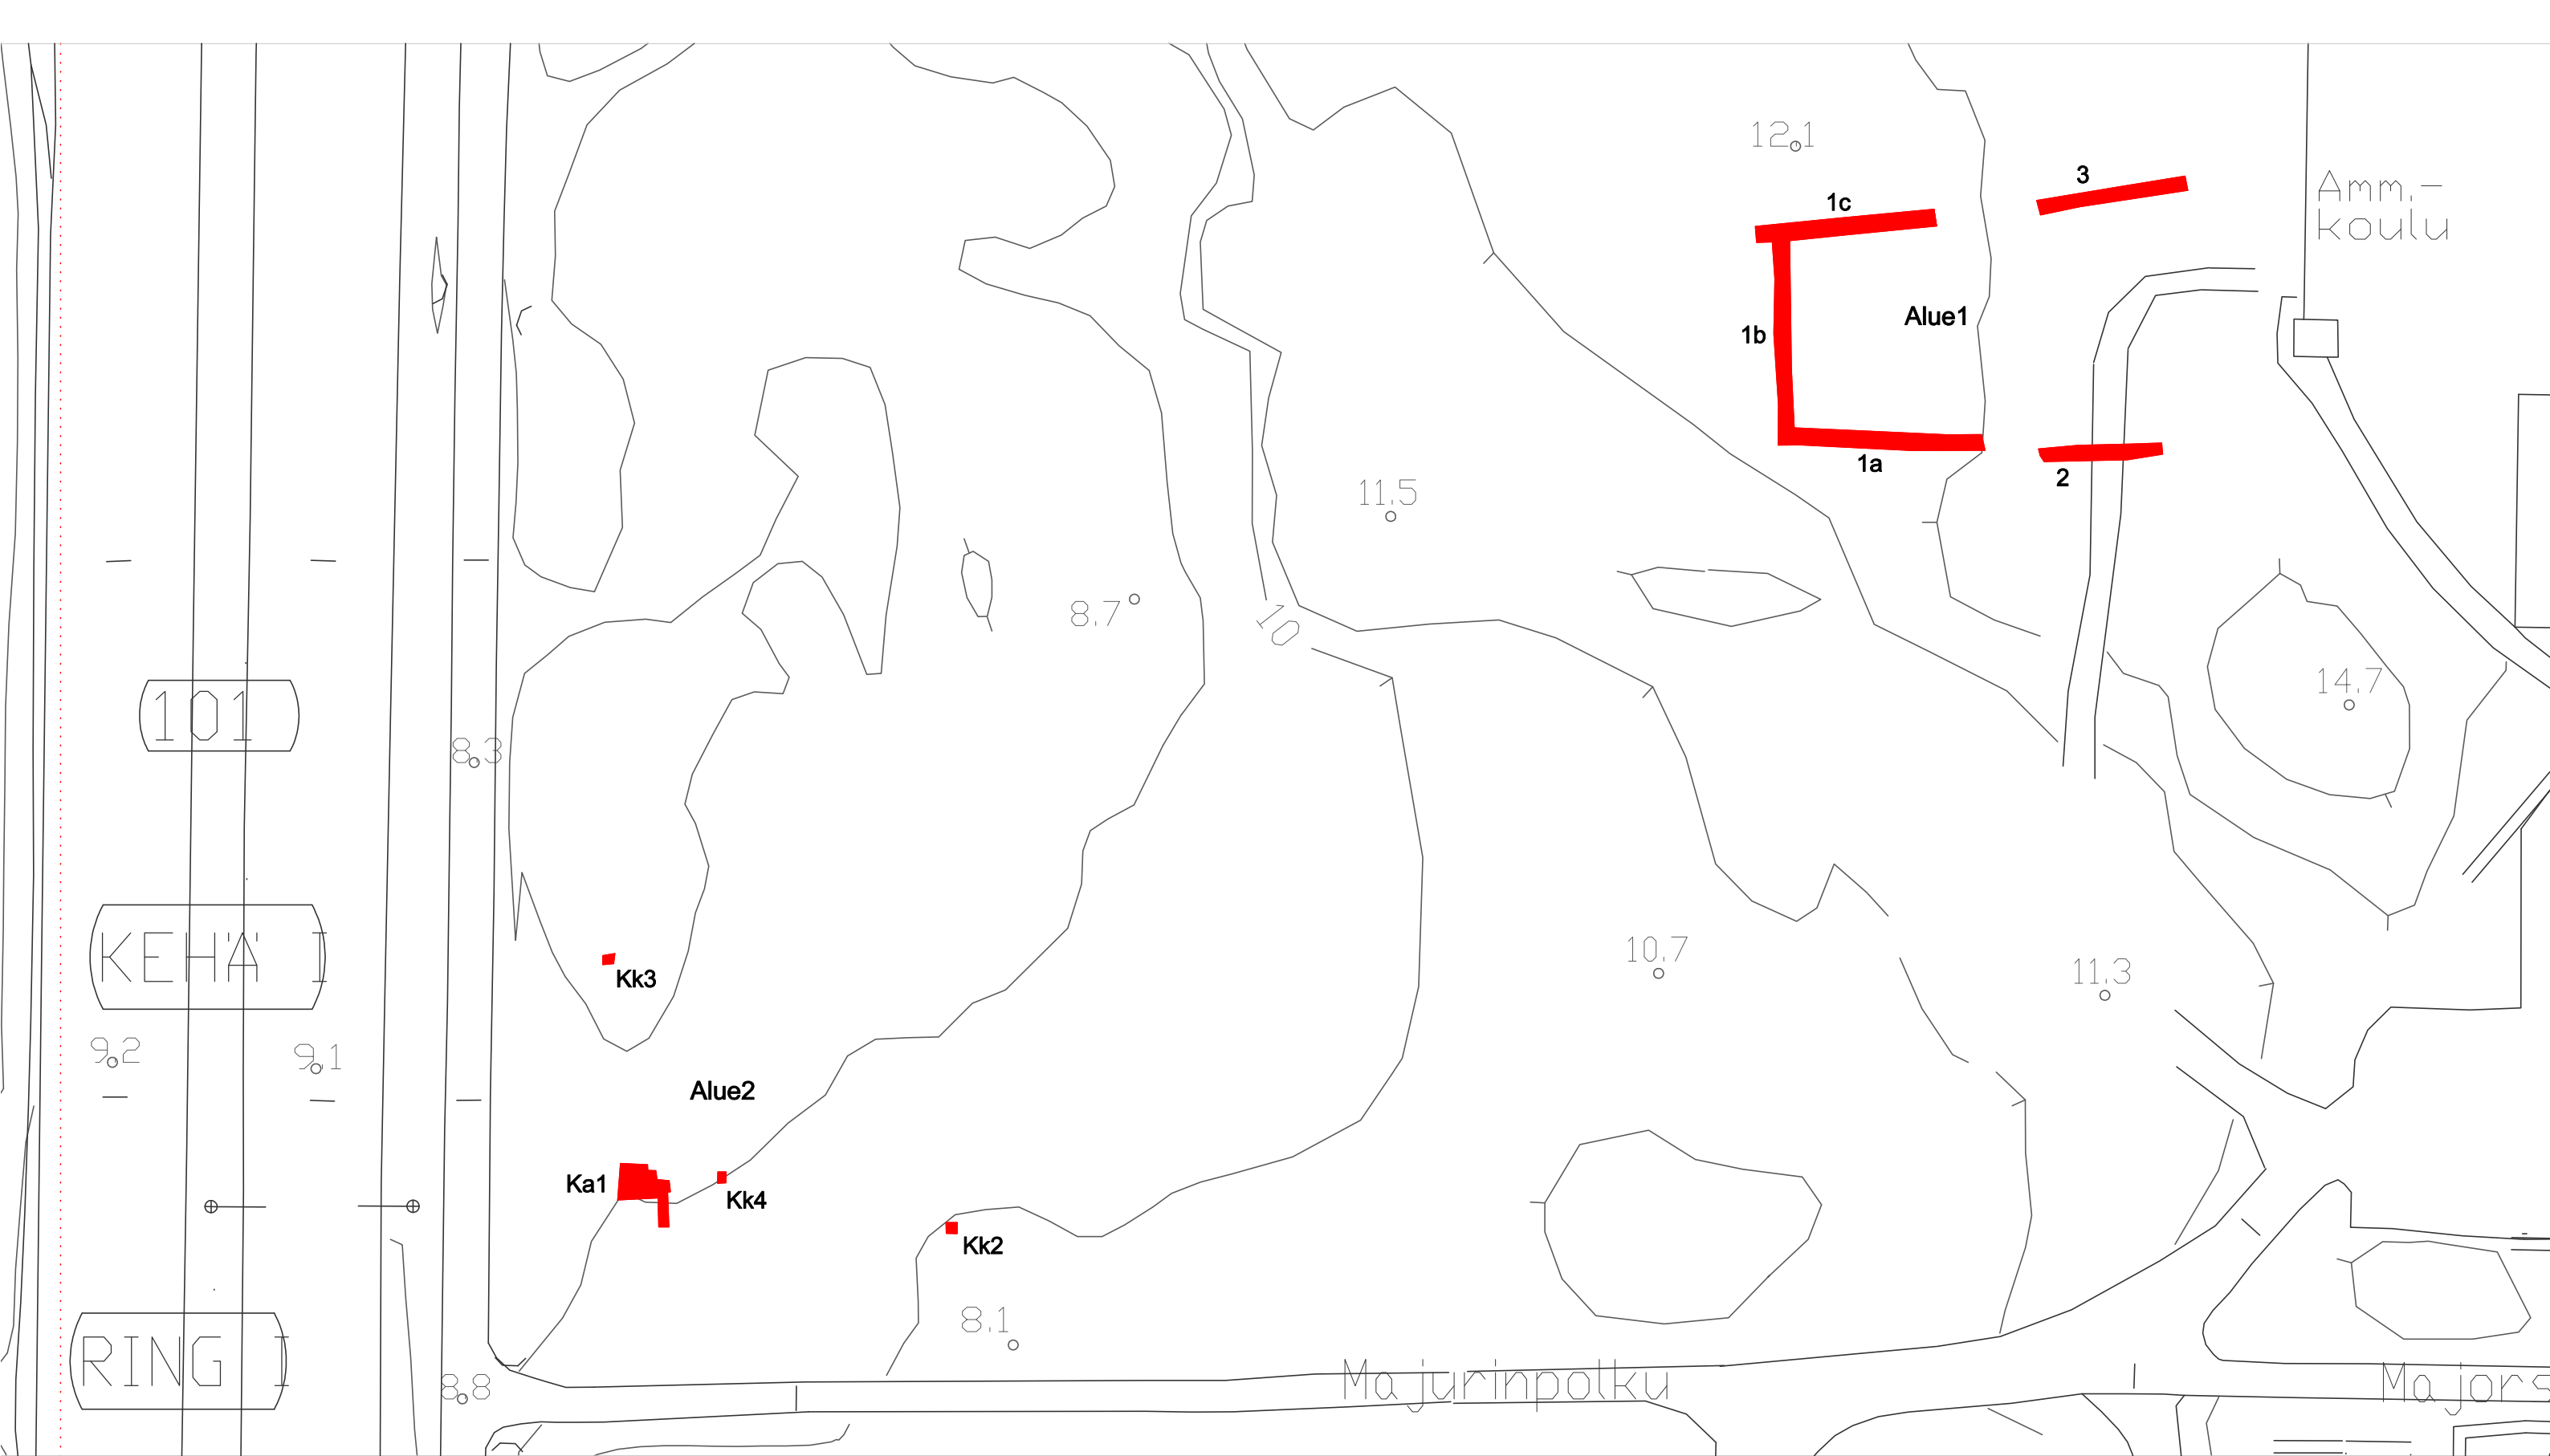 12.1
3
Amm.-
koulu
1c
Alue1
1b
1a
2
11.5
8.7
10
14.7
101
8.3
KEHÄ I
Kk3
10.7
11.3
9.2
9.1
Alue2
Ka1
Kk4
Kk2
8.1
RING I
8.8
Majurinpolku
Majors